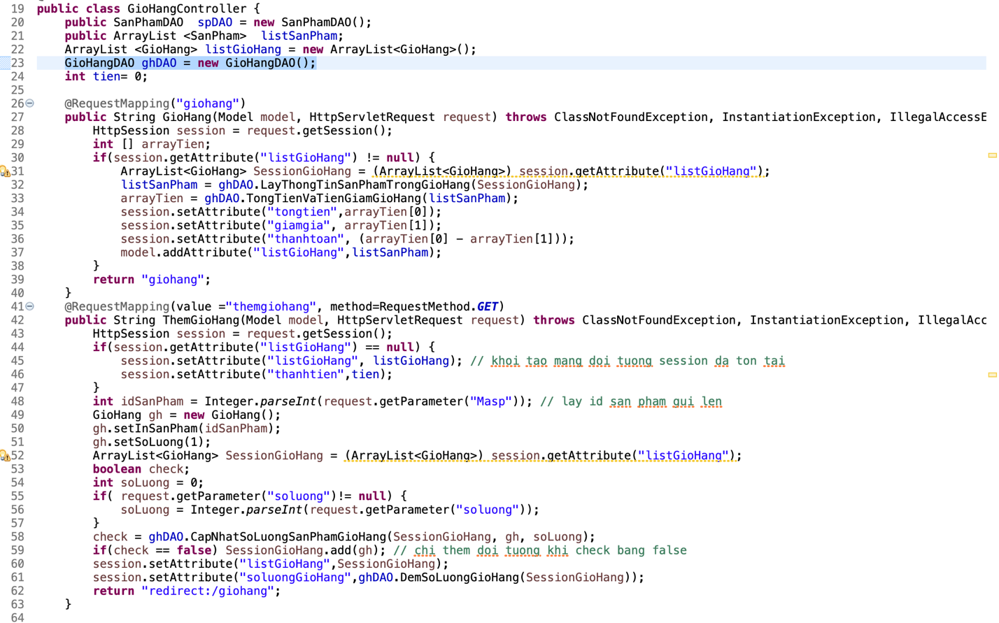 19 public class GioHangController {
20     public SanPhamDAO  spDAO = new SanPhamDAO();
21     public ArrayList <SanPham>  listSanPham;
22     ArrayList <GioHang> listGioHang = new ArrayList<GioHang>();
23     GioHangDAO ghDAO = new GioHangDAO();
24     int tien= 0;
25
26     @RequestMapping("giohang")
27     public String GioHang(Model model, HttpServletRequest request) throws ClassNotFoundException, InstantiationException, IllegalAccessE
28         HttpSession session = request.getSession();
29         int [] arrayTien;
30         if(session.getAttribute("listGioHang") != null) {
31             ArrayList<GioHang> SessionGioHang = (ArrayList<GioHang>) session.getAttribute("listGioHang");
32             listSanPham = ghDAO.LayThongTinSanPhamTrongGioHang(SessionGioHang);
33             arrayTien = ghDAO.TongTienVaTienGiamGioHang(listSanPham);
34             session.setAttribute("tongtien",arrayTien[0]);
35             session.setAttribute("giamgia", arrayTien[1]);
36             session.setAttribute("thanhtoan", (arrayTien[0] - arrayTien[1]));
37             model.addAttribute("listGioHang",listSanPham);
38         }
39         return "giohang";
40     }
41     @RequestMapping(value ="themgiohang", method=RequestMethod.GET)
42     public String ThemGioHang(Model model, HttpServletRequest request) throws ClassNotFoundException, InstantiationException, IllegalAcc
43         HttpSession session = request.getSession();
44         if(session.getAttribute("listGioHang") == null) {
45             session.setAttribute("listGioHang", listGioHang); // khoi tao mang doi tuong session da ton tai
46             session.setAttribute("thanhtien",tien);
47         }
48         int idSanPham = Integer.parseInt(request.getParameter("Masp")); // lay id san pham gui len
49         GioHang gh = new GioHang();
50         gh.setInSanPham(idSanPham);
51         gh.setSoLuong(1);
52         ArrayList<GioHang> SessionGioHang = (ArrayList<GioHang>) session.getAttribute("listGioHang");
53         boolean check;
54         int soLuong = 0;
55         if( request.getParameter("soluong")!= null) {
56             soLuong = Integer.parseInt(request.getParameter("soluong"));
57         }
58         check = ghDAO.CapNhatSoLuongSanPhamGioHang(SessionGioHang, gh, soLuong);
59         if(check == false) SessionGioHang.add(gh); // chi them doi tuong khi check bang false
60         session.setAttribute("listGioHang",SessionGioHang);
61         session.setAttribute("soluongGioHang",ghDAO.DemSoLuongGioHang(SessionGioHang));
62         return "redirect:/giohang";
63     }
64